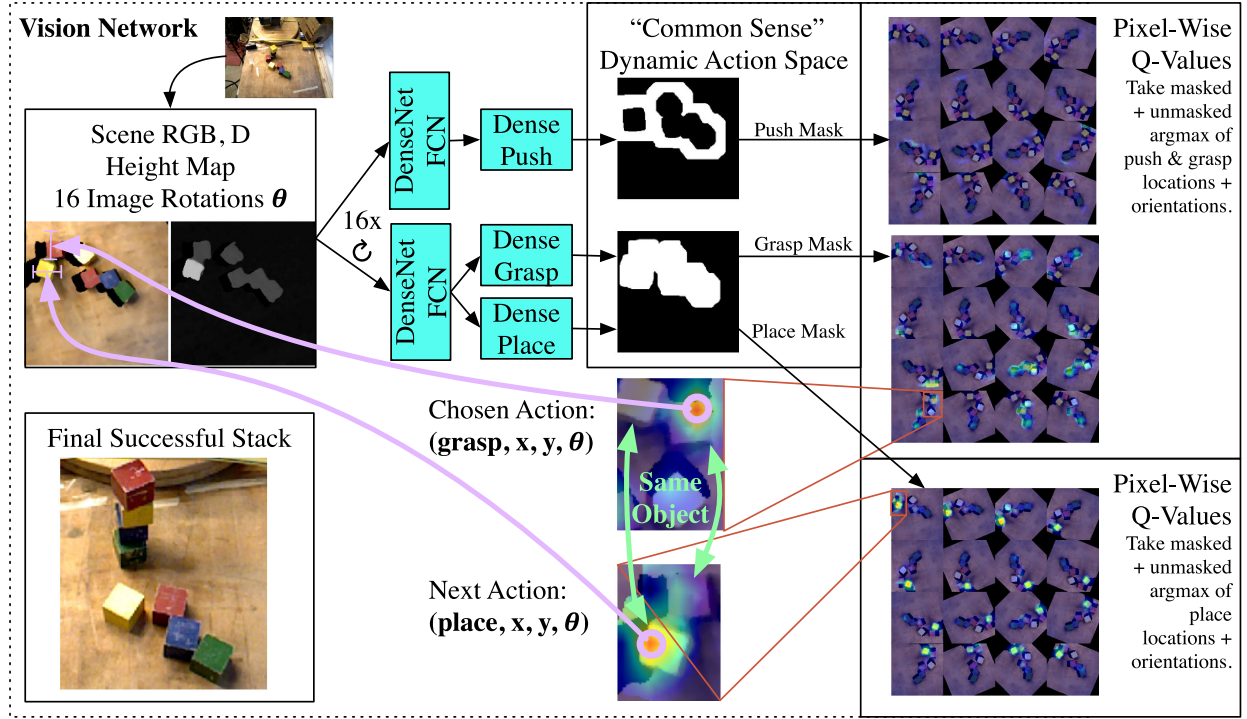 Vision Network
Scene RGB, D
Height Map
16 Image Rotations θ
16x
DenseNet
FCN
DenseNet
FCN
Dense
Push
Dense
Grasp
Dense
Place
“Common Sense”
Dynamic Action Space
Push Mask
Grasp Mask
Place Mask
Pixel-Wise
Q-Values
Take masked
+ unmasked
argmax of
push & grasp
locations +
orientations.
Chosen Action:
(grasp, x, y, θ)
Same
Object
Next Action:
(place, x, y, θ)
Final Successful Stack
Pixel-Wise
Q-Values
Take masked
+ unmasked
argmax of
place
locations +
orientations.